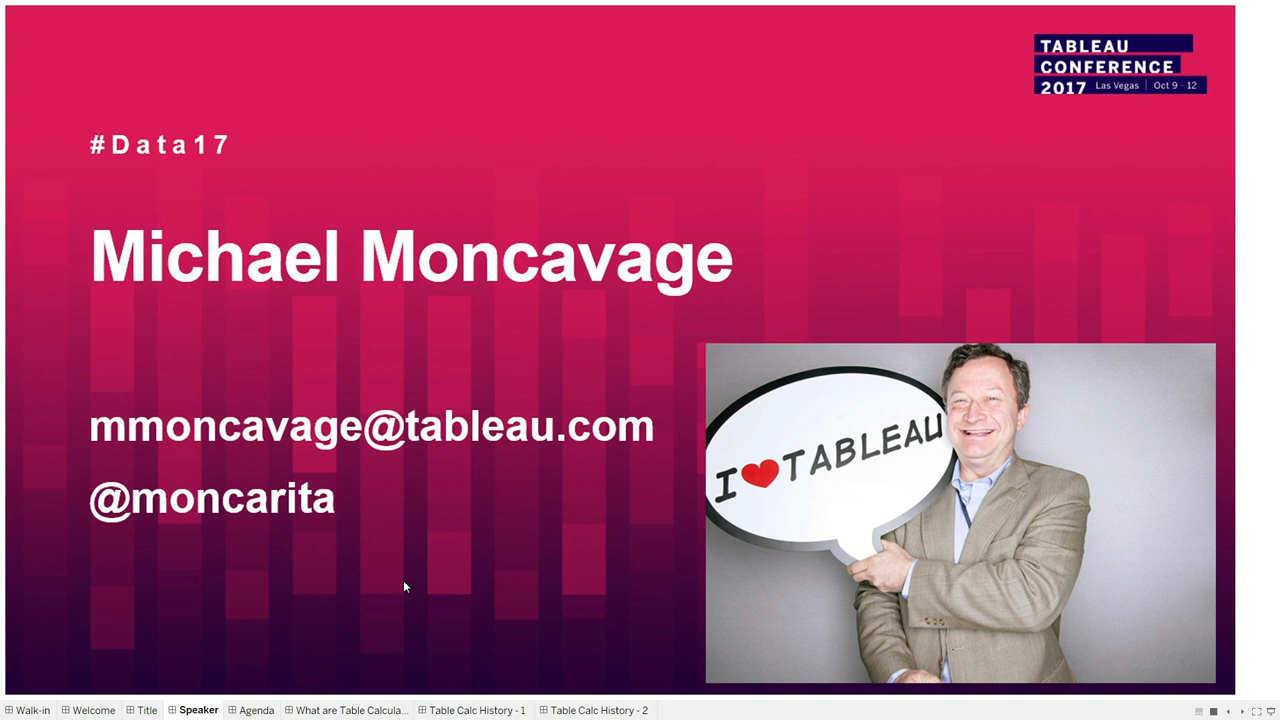 TABLEAU
CONFERENCE
2017 Las Vegas | Oct 9 - 12
#Data17
Michael Moncavage
mmoncavage@tableau.com
@moncarita
I ❤ TABLEAU
Walk-in
Welcome
Title
Speaker
Agenda
What are Table Calcula...
Table Calc History - 1
Table Calc History - 2